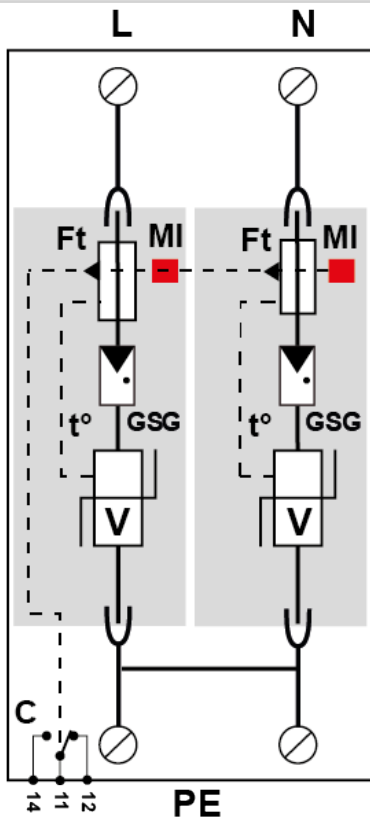 L N
Ft MI Ft MI
t° GSG t° GSG
V V
C
14 11 12 PE